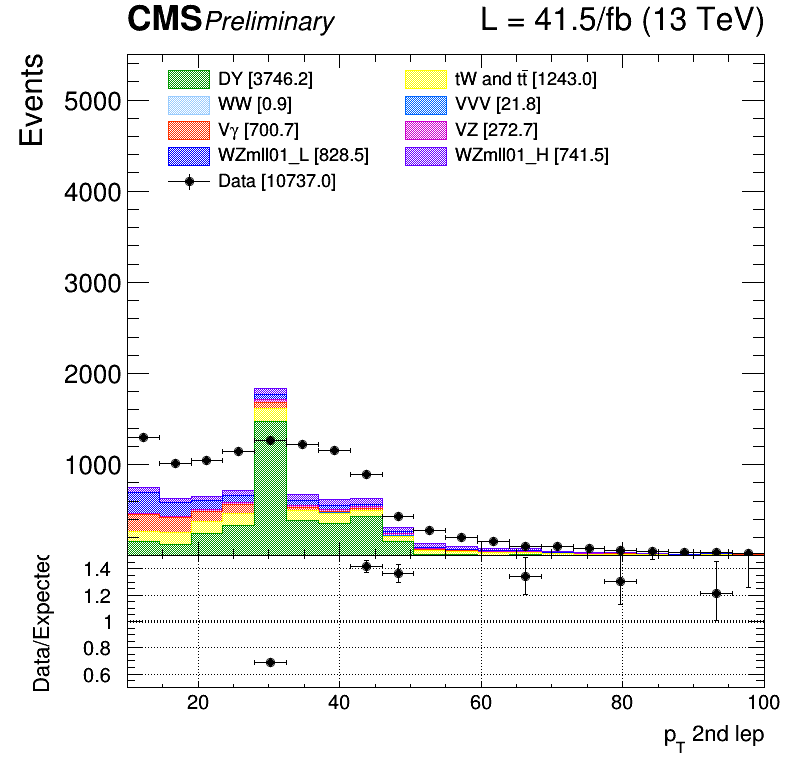 CMS Preliminary L = 41.5/fb (13 TeV)
Events
DY [3746.2] tW and tt̄ [1243.0]
WW [0.9] VVV [21.8]
Vγ [700.7] VZ [272.7]
WZmll01_L [828.5] WZmll01_H [741.5]
Data [10737.0]
5000
4000
3000
2000
1000
Data/Expected
1.4
1.2
1
0.8
0.6
20 40 60 80 100
p_T 2nd lep